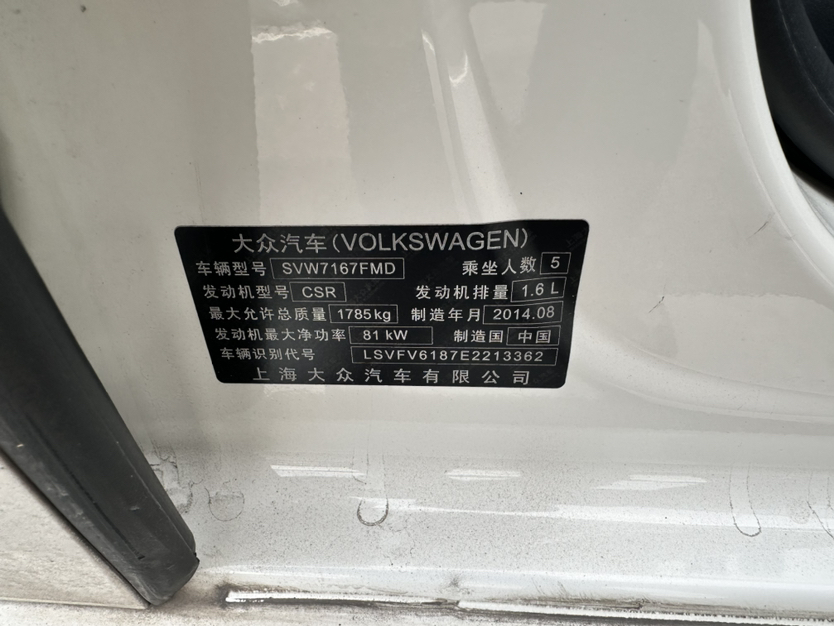 大众汽车(VOLKSWAGEN)
车辆型号 SVW7167FMD 乘坐人数 5
发动机型号 CSR 发动机排量 1.6 L
最大允许总质量 1785kg 制造年月 2014.08
发动机最大净功率 81 kW 制造国 中国
车辆识别代号 LSVFV6187E2213362
上海大众汽车有限公司